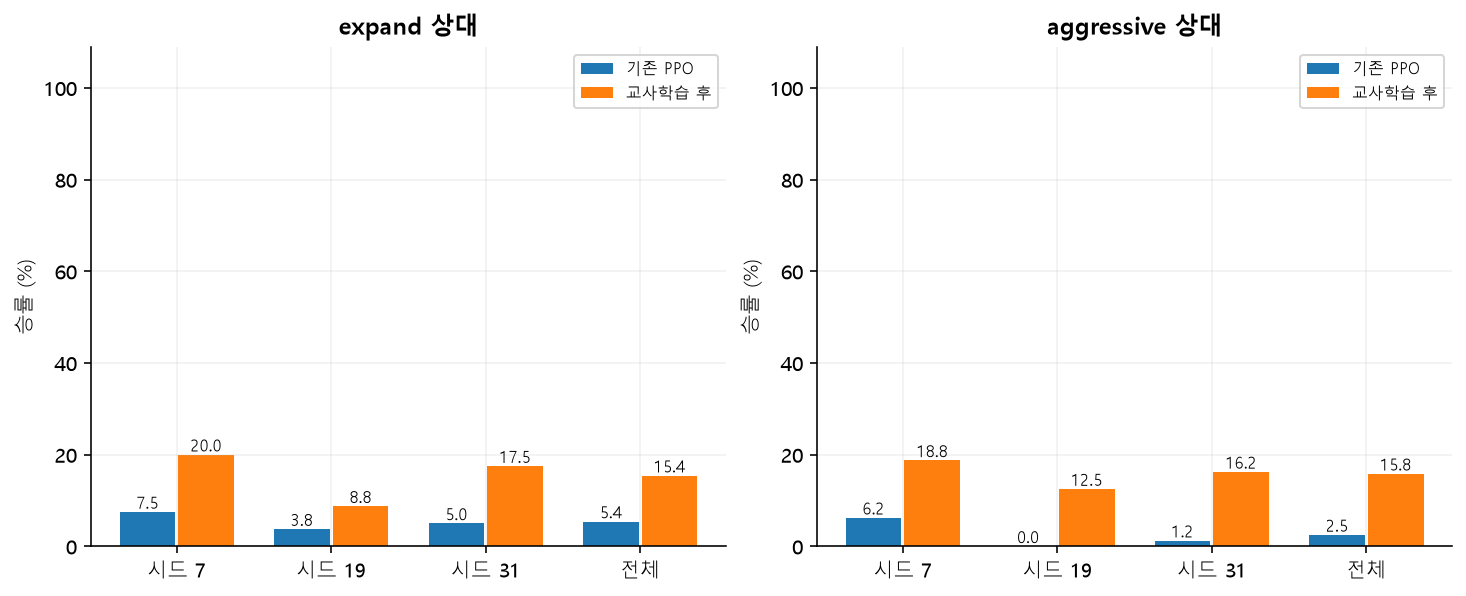 expand 상대
기존 PPO
교사학습 후
승률 (%)
100
80
60
40
20
0
7.5
20.0
3.8
8.8
5.0
17.5
5.4
15.4
시드 7
시드 19
시드 31
전체
aggressive 상대
기존 PPO
교사학습 후
승률 (%)
100
80
60
40
20
0
6.2
18.8
0.0
12.5
1.2
16.2
2.5
15.8
시드 7
시드 19
시드 31
전체